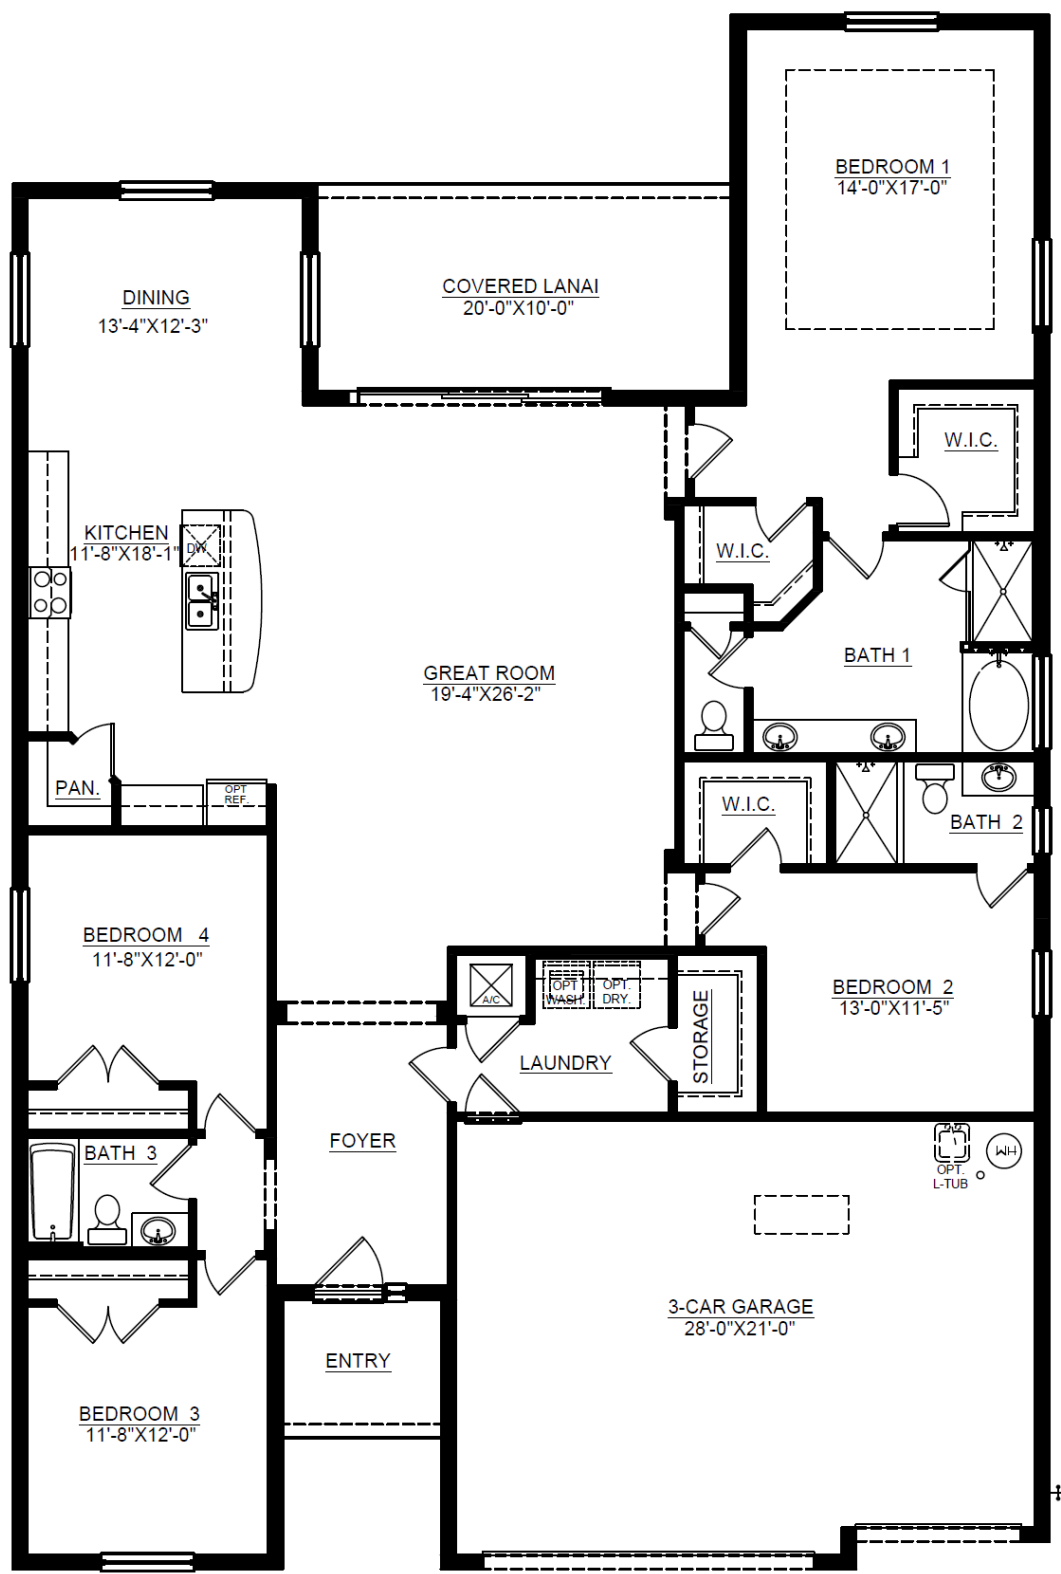 BEDROOM 1
14'-0"X17'-0"
COVERED LANAI
20'-0"X10'-0"
DINING
13'-4"X12'-3"
W.I.C.
KITCHEN
11'-8"X18'-1"
DW
W.I.C.
BATH 1
GREAT ROOM
19'-4"X26'-2"
PAN.
OPT
REF.
W.I.C.
BATH 2
BEDROOM 4
11'-8"X12'-0"
BEDROOM 2
13'-0"X11'-5"
A/C
OPT
WASH.
OPT.
DRY.
STORAGE
LAUNDRY
FOYER
BATH 3
WH
OPT.
L-TUB
3-CAR GARAGE
28'-0"X21'-0"
ENTRY
BEDROOM 3
11'-8"X12'-0"